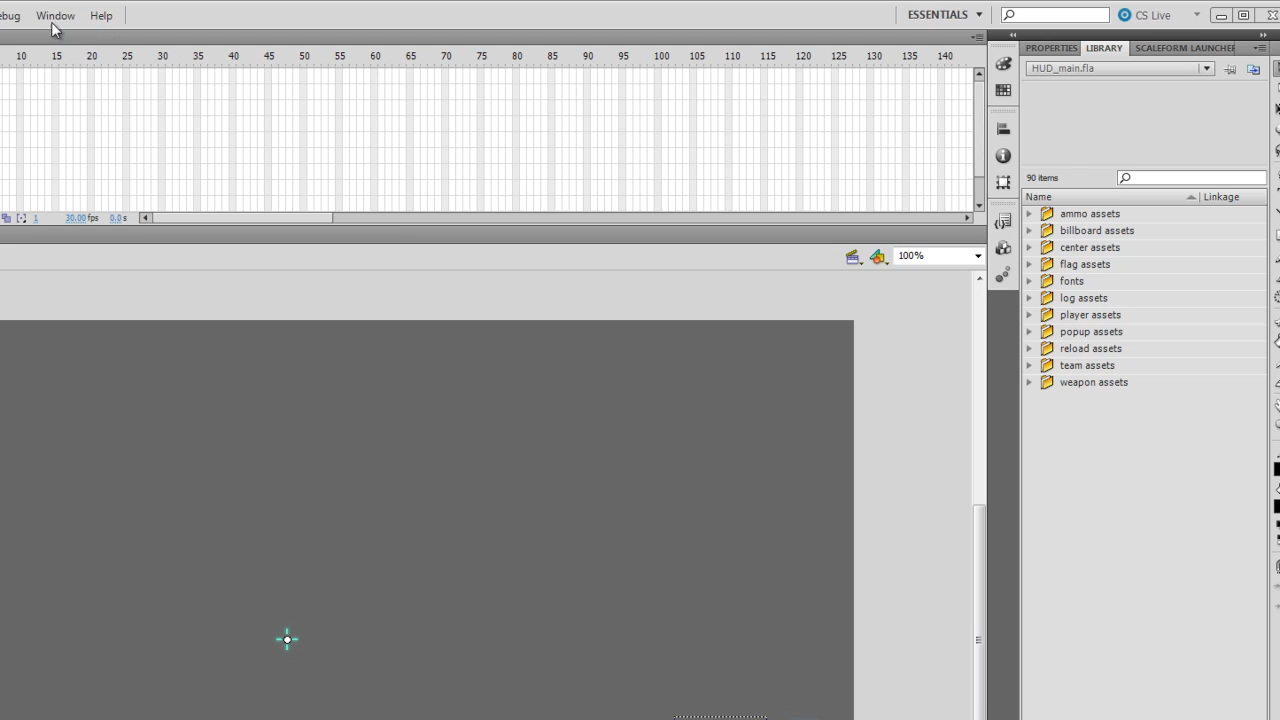 ebug Window Help ESSENTIALS CS Live
PROPERTIES LIBRARY SCALEFORM LAUNCHER
10 15 20 25 30 35 40 45 50 55 60 65 70 75 80 85 90 95 100 105 110 115 120 125 130 135 140
HUD_main.fla
90 items
Name Linkage
ammo assets
1 30.00 fps 0.0 s
billboard assets
center assets
100%
flag assets
fonts
log assets
player assets
popup assets
reload assets
team assets
weapon assets